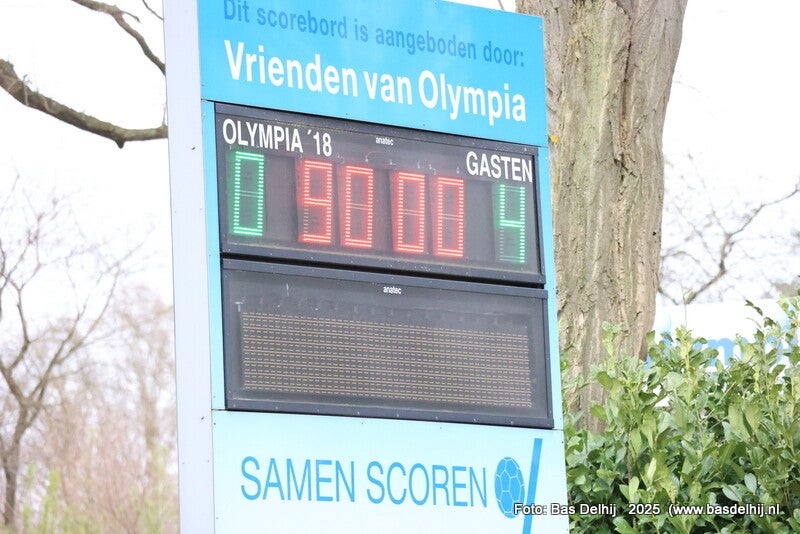 Dit scorebord is aangeboden door:
Vrienden van Olympia
OLYMPIA ´18
anatec
GASTEN
0 90 00 4
anatec
SAMEN SCOREN
Foto: Bas Delhij 2025 (www.basdelhij.nl